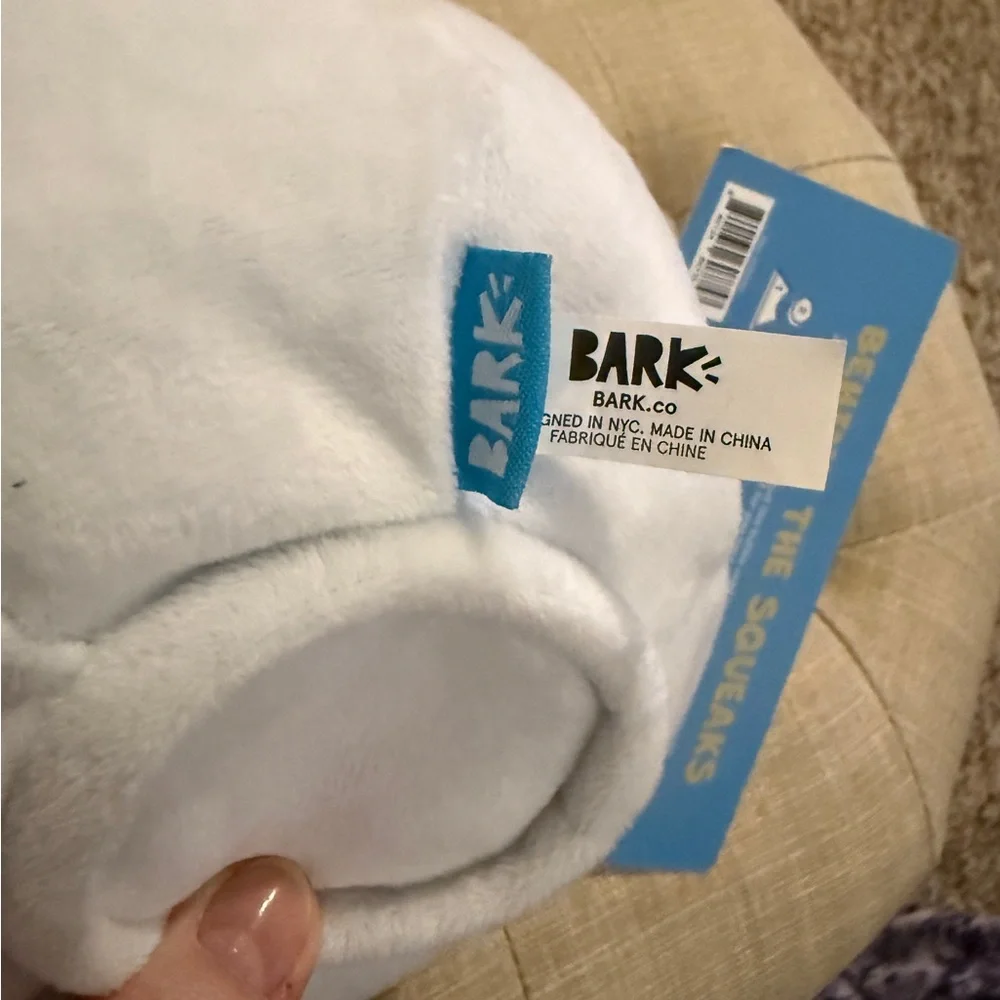 BARK
BARK
BARK.co
GNED IN NYC. MADE IN CHINA
FABRIQUÉ EN CHINE
THE SQUEAKS